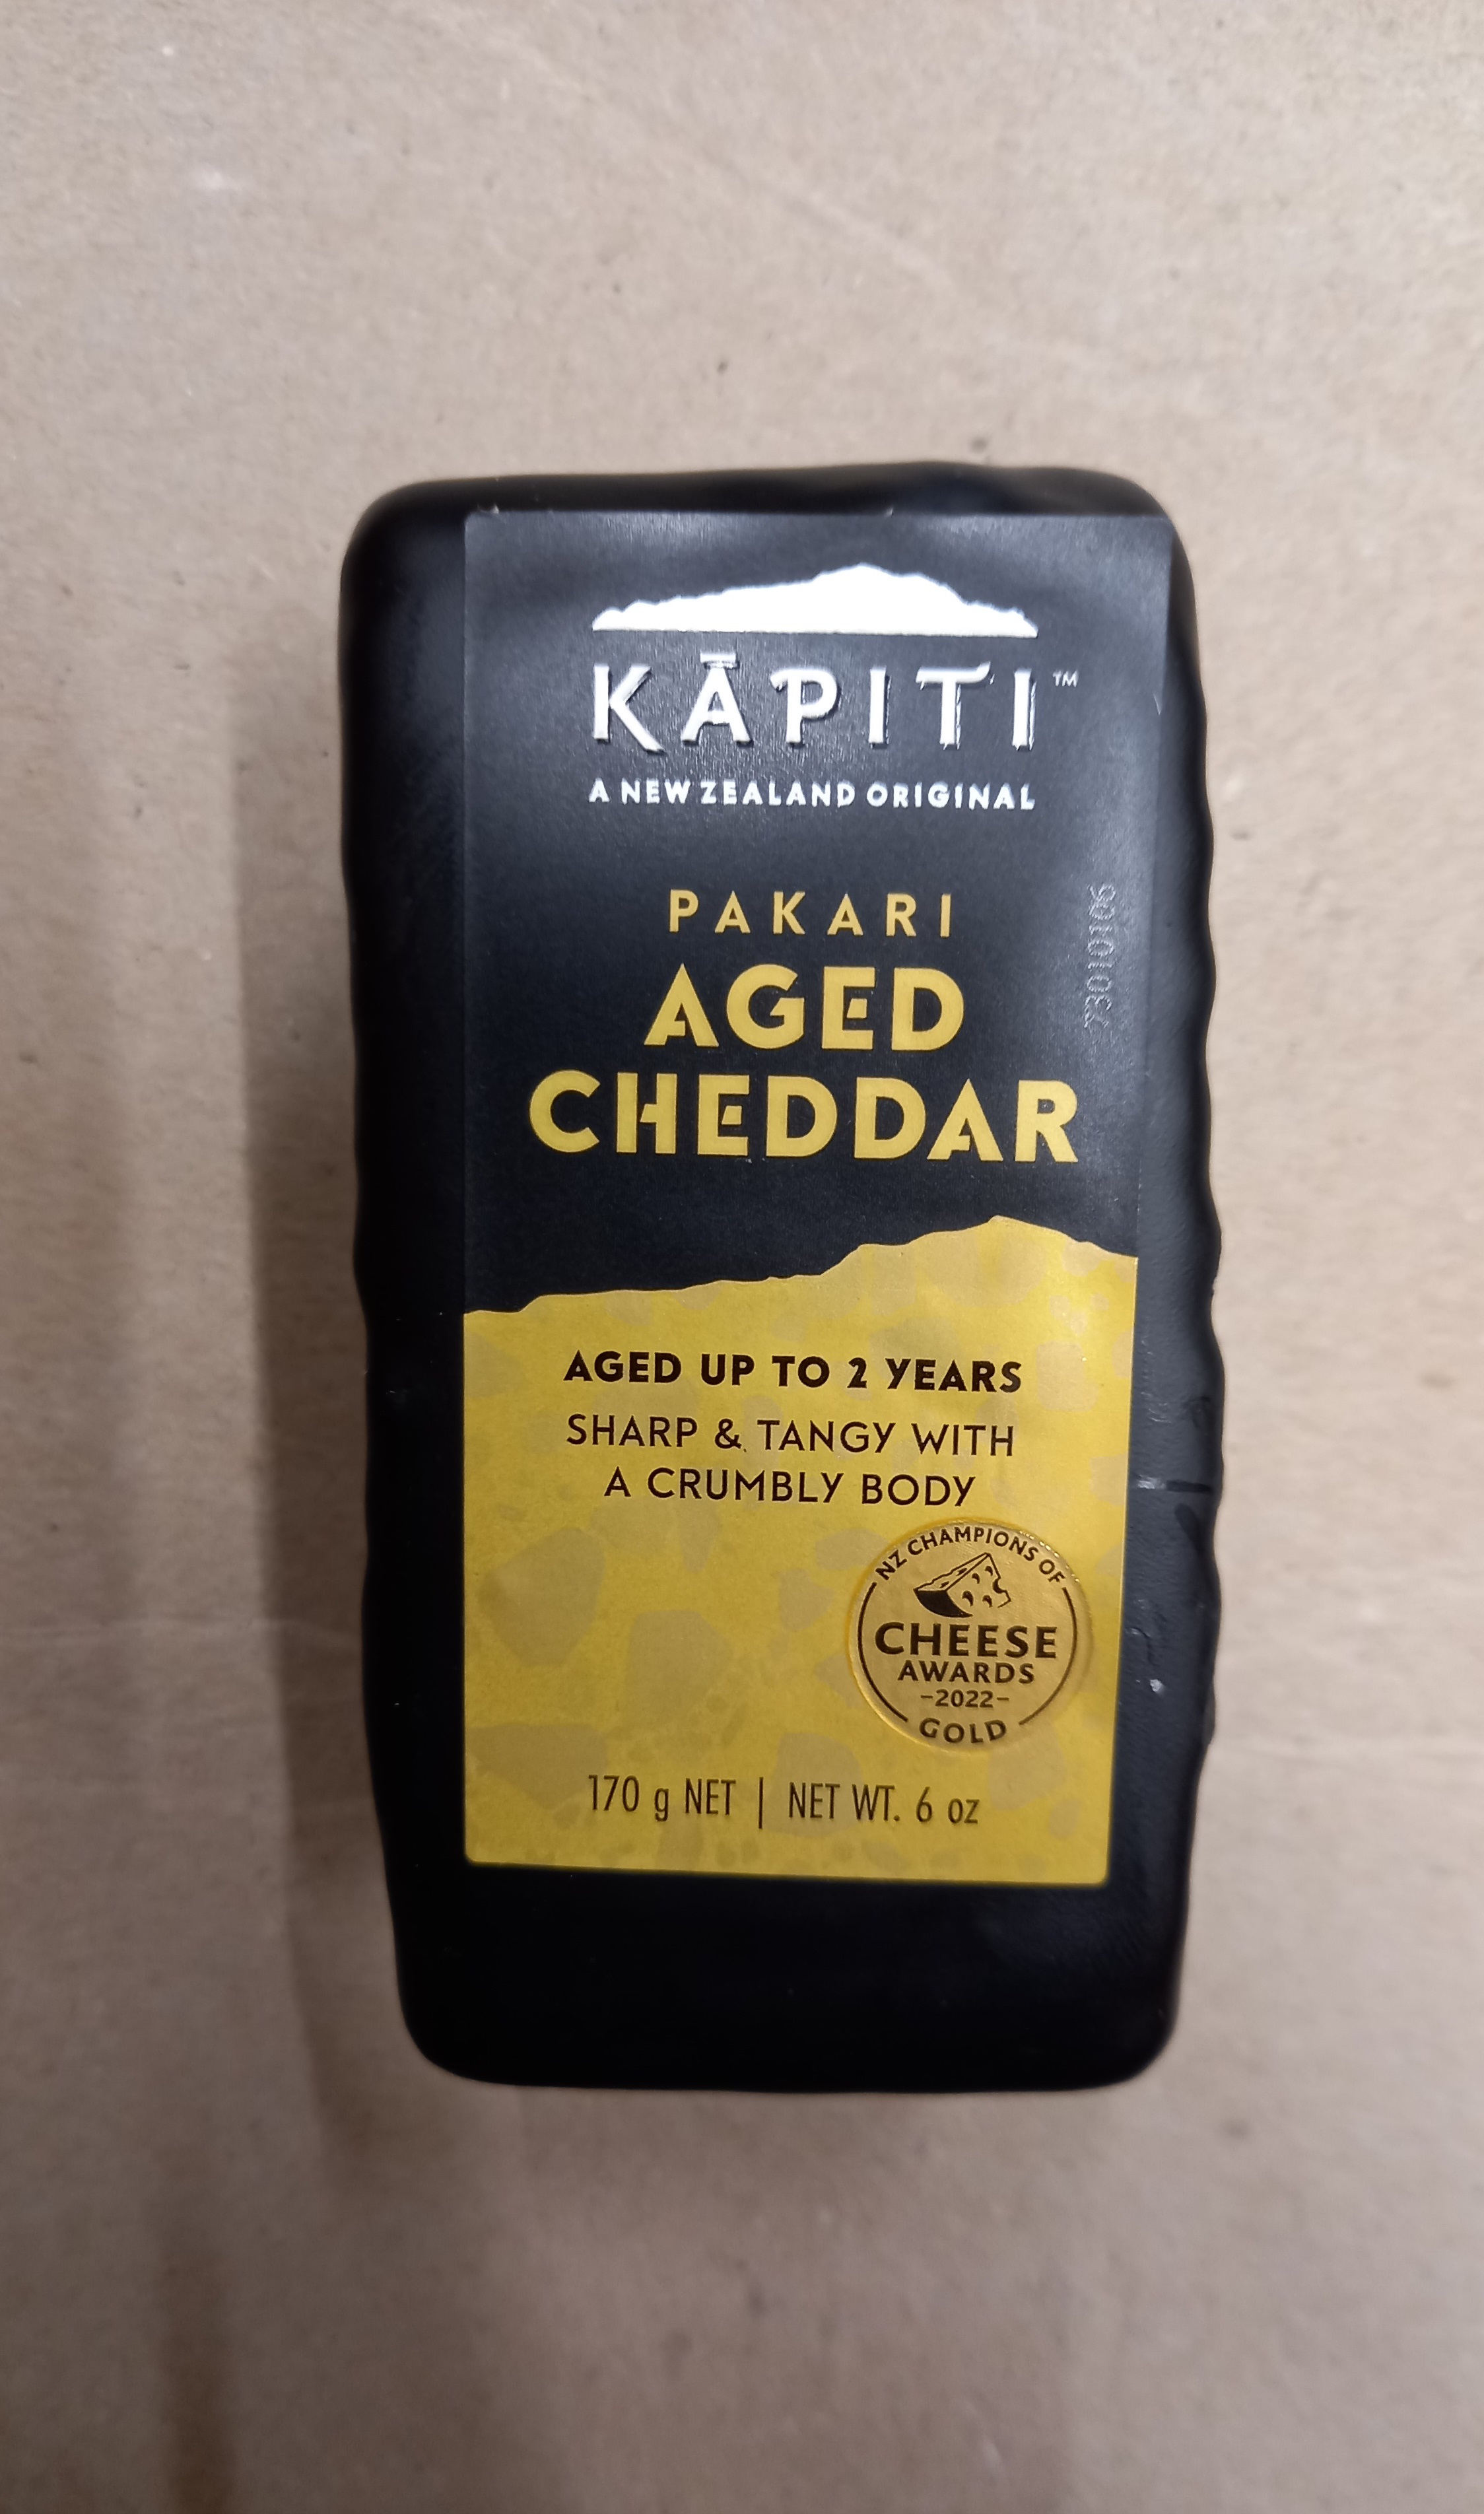 KĀPITI™
A NEW ZEALAND ORIGINAL
PAKARI
AGED
CHEDDAR
73010106
AGED UP TO 2 YEARS
SHARP & TANGY WITH
A CRUMBLY BODY
NZ CHAMPIONS OF
CHEESE
AWARDS
-2022-
GOLD
170 g NET | NET WT. 6 oz